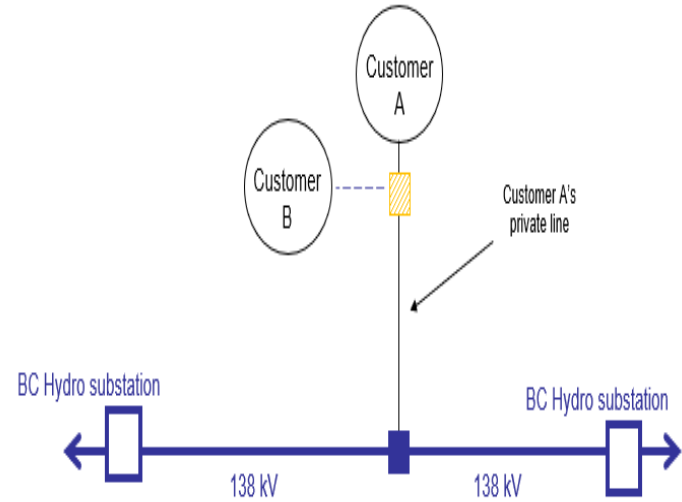 Customer
A
Customer
B
Customer A's
private line
BC Hydro substation
BC Hydro substation
138 kV
138 kV